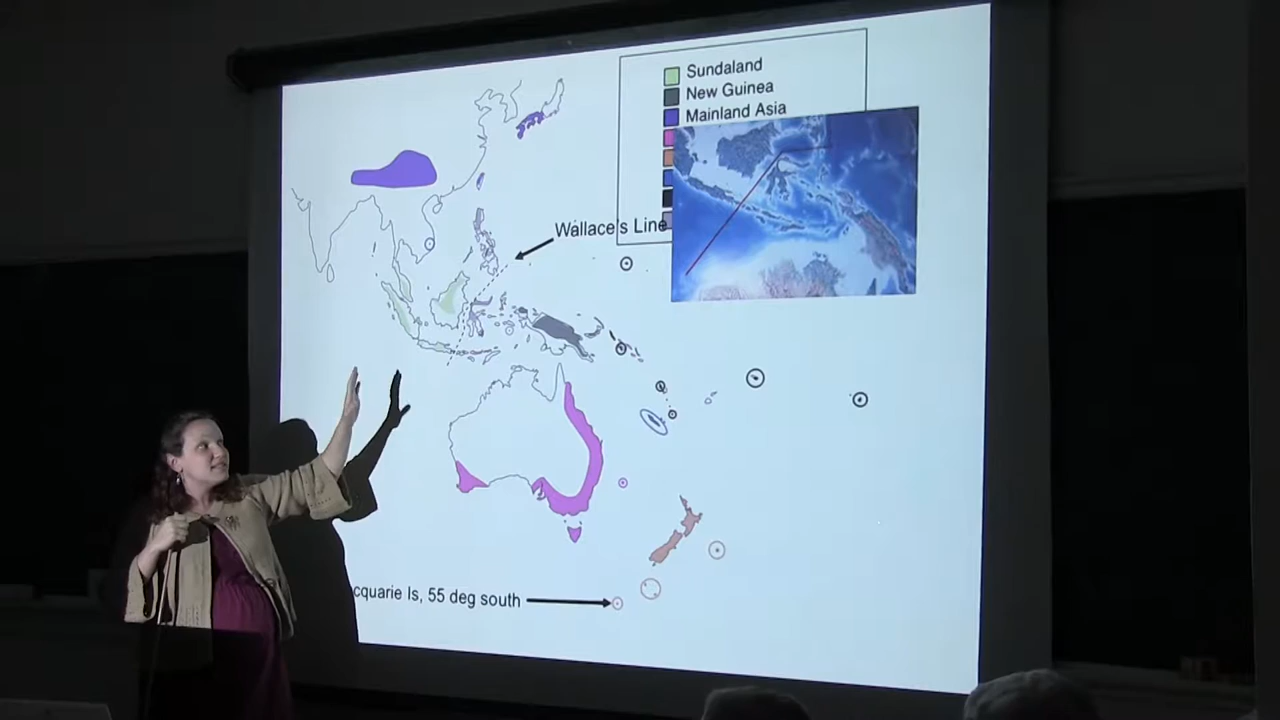 Sundaland
New Guinea
Mainland Asia
Wallace's Line
cquarie Is, 55 deg south